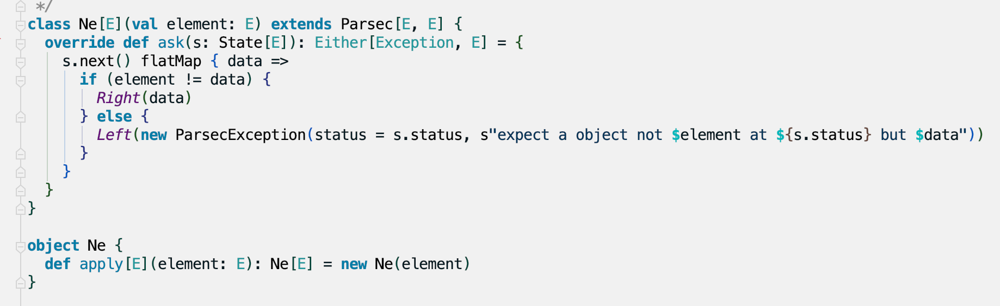 */
class Ne[E](val element: E) extends Parsec[E, E] {
  override def ask(s: State[E]): Either[Exception, E] = {
    s.next() flatMap { data =>
      if (element != data) {
        Right(data)
      } else {
        Left(new ParsecException(status = s.status, s"expect a object not $element at ${s.status} but $data"))
      }
    }
  }
}
object Ne {
  def apply[E](element: E): Ne[E] = new Ne(element)
}